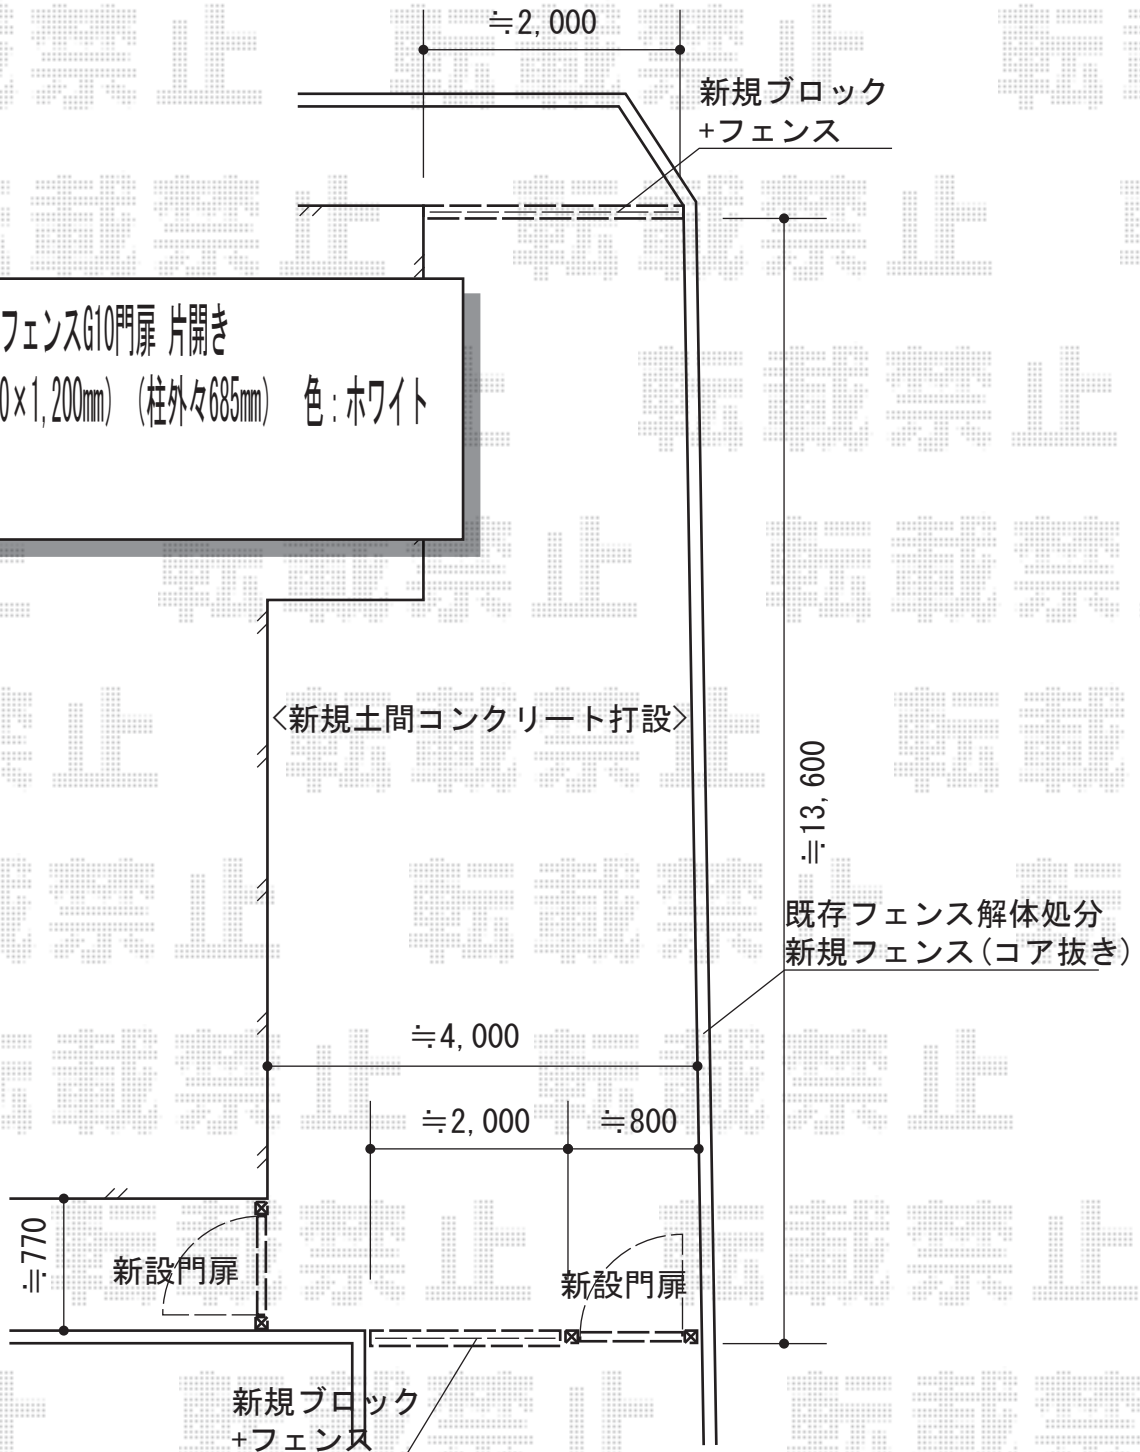 ≒2,000
新規ブロック
+フェンス
フェンスG10門扉 片開き
0×1,200mm) (柱外々685mm) 色:ホワイト
<新規土間コンクリート打設>
≒13,600
既存フェンス解体処分
新規フェンス(コア抜き)
≒4,000
≒2,000
≒800
≒770
新設門扉
新設門扉
新規ブロック
+フェンス
転載禁止